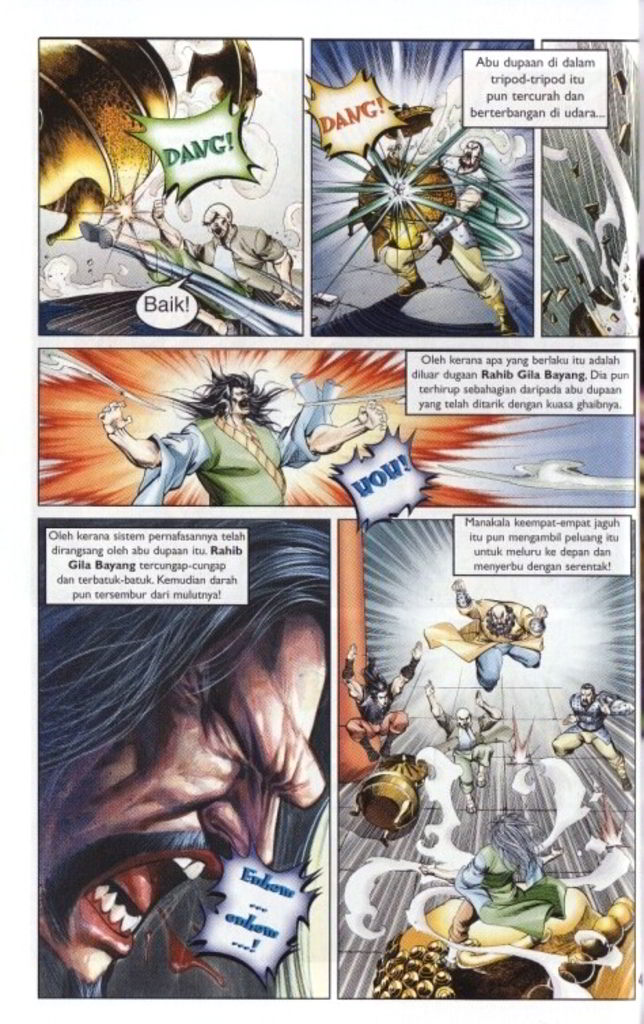 DANG!
Baik!
DANG!
Abu dupaan di dalam
tripod-tripod itu
pun tercurah dan
berterbangan di udara...
Oleh kerana apa yang berlaku itu adalah
diluar dugaan Rahib Gila Bayang. Dia pun
terhirup sebahagian daripada abu dupaan
yang telah ditarik dengan kuasa ghaibnya.
UOU!
Oleh kerana sistem pernafasannya telah
dirangsang oleh abu dupaan itu. Rahib
Gila Bayang tercungap-cungap
dan terbatuk-batuk. Kemudian darah
pun tersembur dari mulutnya!
Manakala keempat-empat jaguh
itu pun mengambil peluang itu
untuk meluru ke depan dan
menyerbu dengan serentak!
...
...!